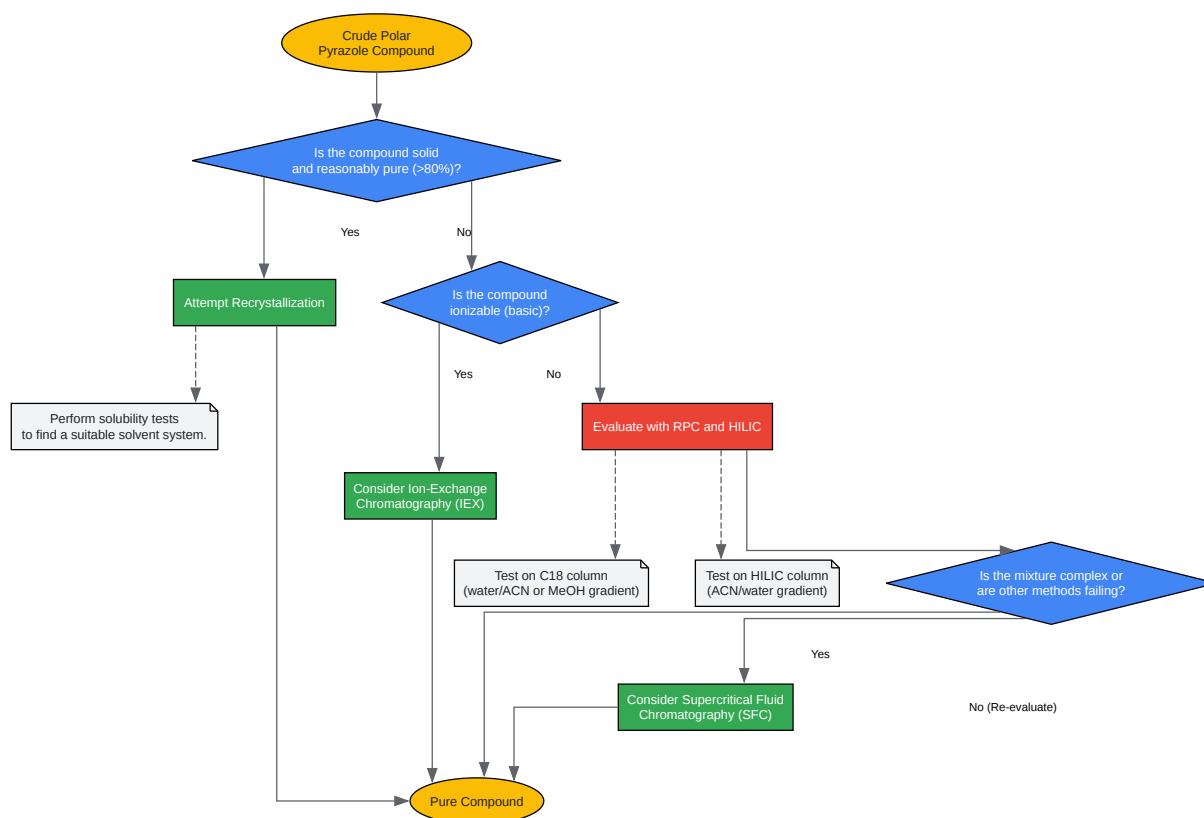 Crude Polar
Pyrazole Compound
Is the compound solid
and reasonably pure (>80%)?
Yes
No
Attempt Recrystallization
Is the compound
ionizable (basic)?
Yes
No
Perform solubility tests
to find a suitable solvent system.
Evaluate with RPC and HILIC
Consider Ion-Exchange
Chromatography (IEX)
Test on C18 column
(water/ACN or MeOH gradient)
Test on HILIC column
(ACN/water gradient)
Is the mixture complex or
are other methods failing?
Yes
Consider Supercritical Fluid
Chromatography (SFC)
No (Re-evaluate)
Pure Compound